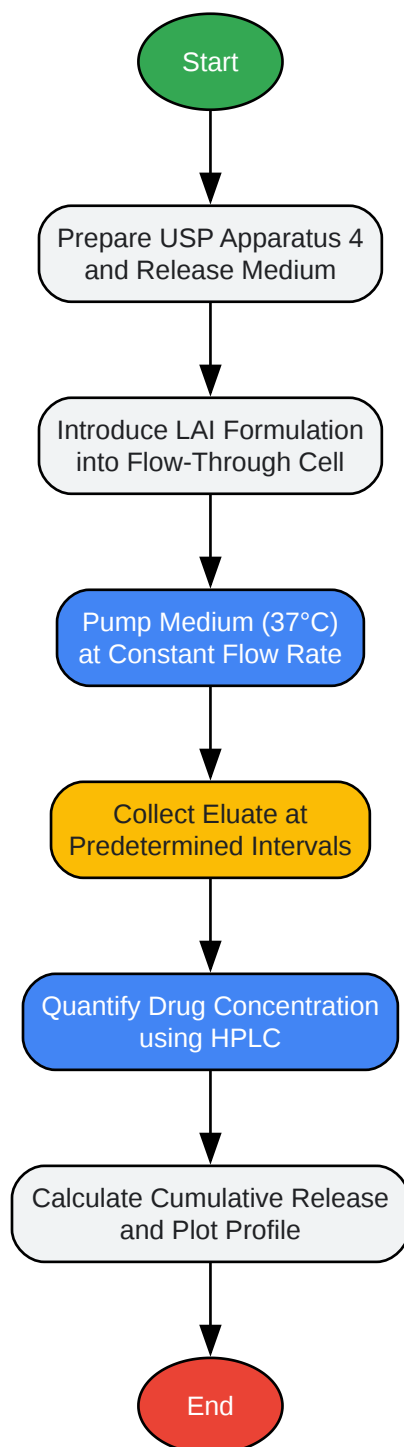 Start
Prepare USP Apparatus 4
and Release Medium
Introduce LAI Formulation
into Flow-Through Cell
Pump Medium (37°C)
at Constant Flow Rate
Collect Eluate at
Predetermined Intervals
Quantify Drug Concentration
using HPLC
Calculate Cumulative Release
and Plot Profile
End